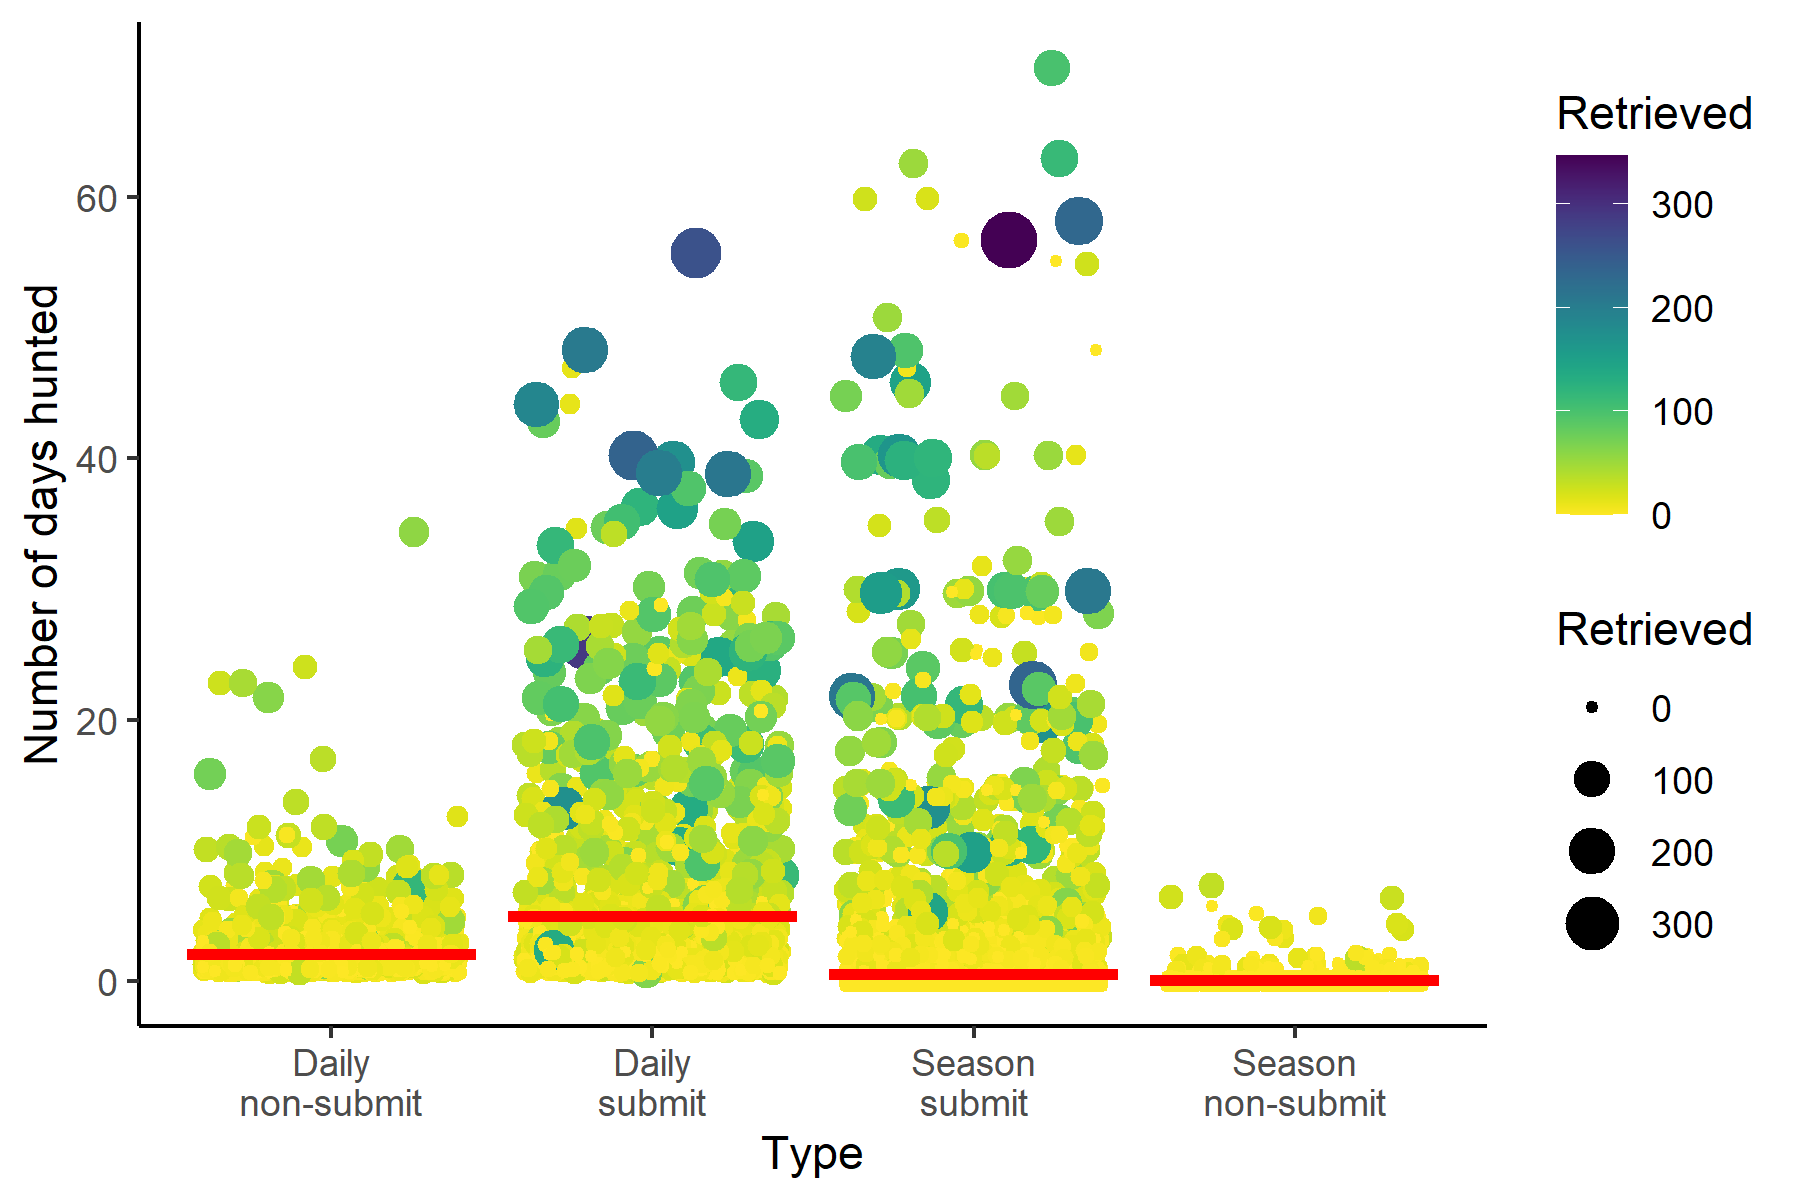 Number of days hunted
60
40
20
0
Daily
non-submit
Daily
submit
Season
submit
Season
non-submit
Type
Retrieved
300
200
100
0
Retrieved
0
100
200
300